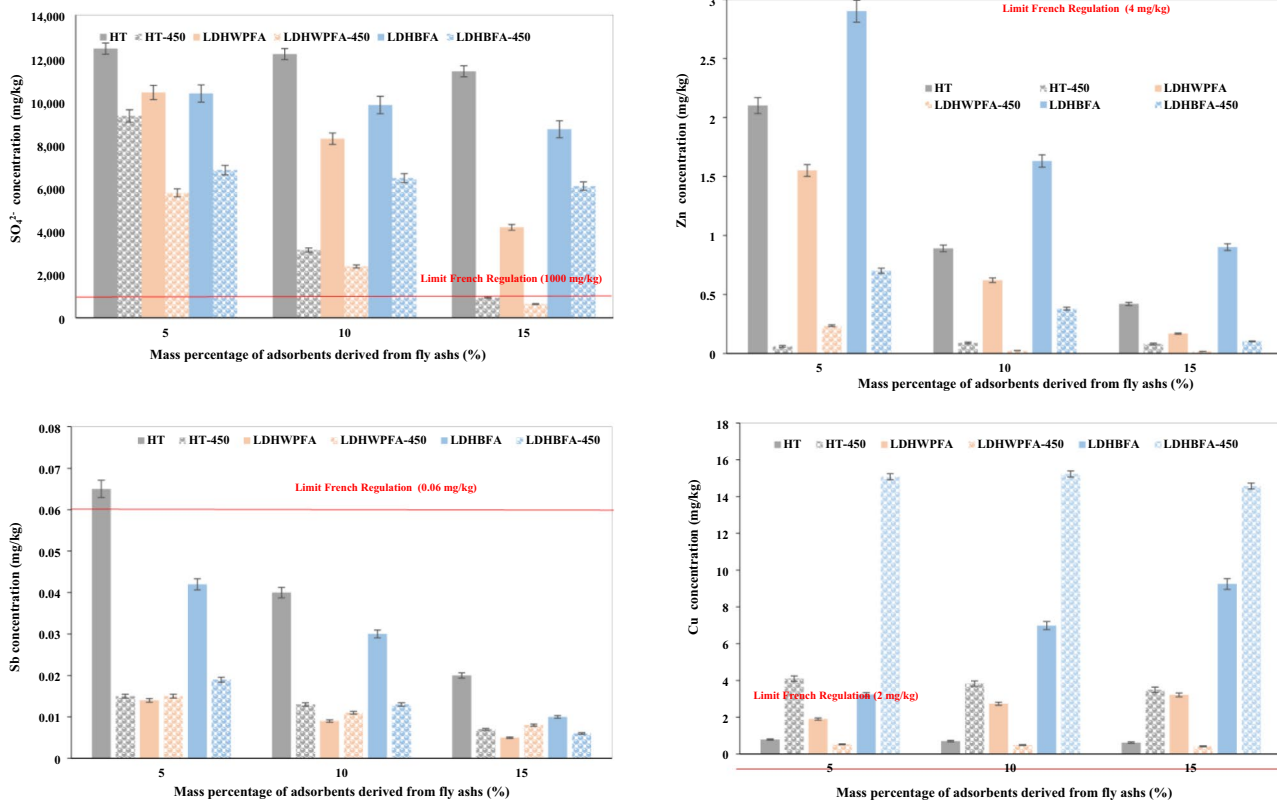 14,000
12,000
10,000
8,000
6,000
4,000
2,000
0
SO₄²⁻ concentration (mg/kg)
HT HT-450 LDHWPFA LDHWPFA-450 LDHBFA LDHBFA-450
Limit French Regulation (1000 mg/kg)
5 10 15
Mass percentage of adsorbents derived from fly ashs (%)
3
2.5
2
1.5
1
0.5
0
Zn concentration (mg/kg)
Limit French Regulation (4 mg/kg)
HT HT-450 LDHWPFA
LDHWPFA-450 LDHBFA LDHBFA-450
5 10 15
Mass percentage of adsorbents derived from fly ashs (%)
0.08
0.07
0.06
0.05
0.04
0.03
0.02
0.01
0
Sb concentration (mg/kg)
HT HT-450 LDHWPFA LDHWPFA-450 LDHBFA LDHBFA-450
Limit French Regulation (0.06 mg/kg)
5 10 15
Mass percentage of adsorbents derived from fly ashs (%)
18
16
14
12
10
8
6
4
2
0
Cu concentration (mg/kg)
HT HT-450 LDHWPFA LDHWPFA-450 LDHBFA LDHBFA-450
Limit French Regulation (2 mg/kg)
5 10 15
Mass percentage of adsorbents derived from fly ashs (%)